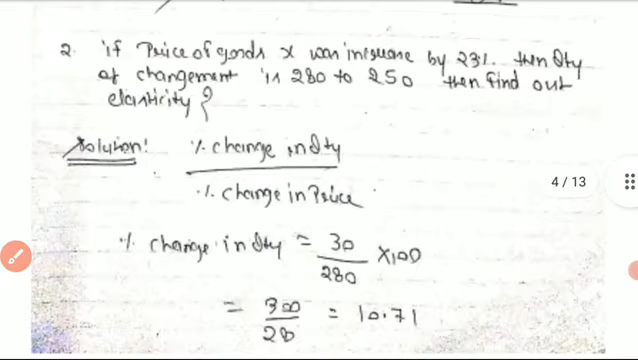 2. if Price of goods x was increase by 23%. then Qty
of changement is 280 to 250 then find out
elasticity?
Solution! % change in Qty
% change in Price
4 / 13
% change in Qty = 30/280 ×100
= 300/28 = 10.71